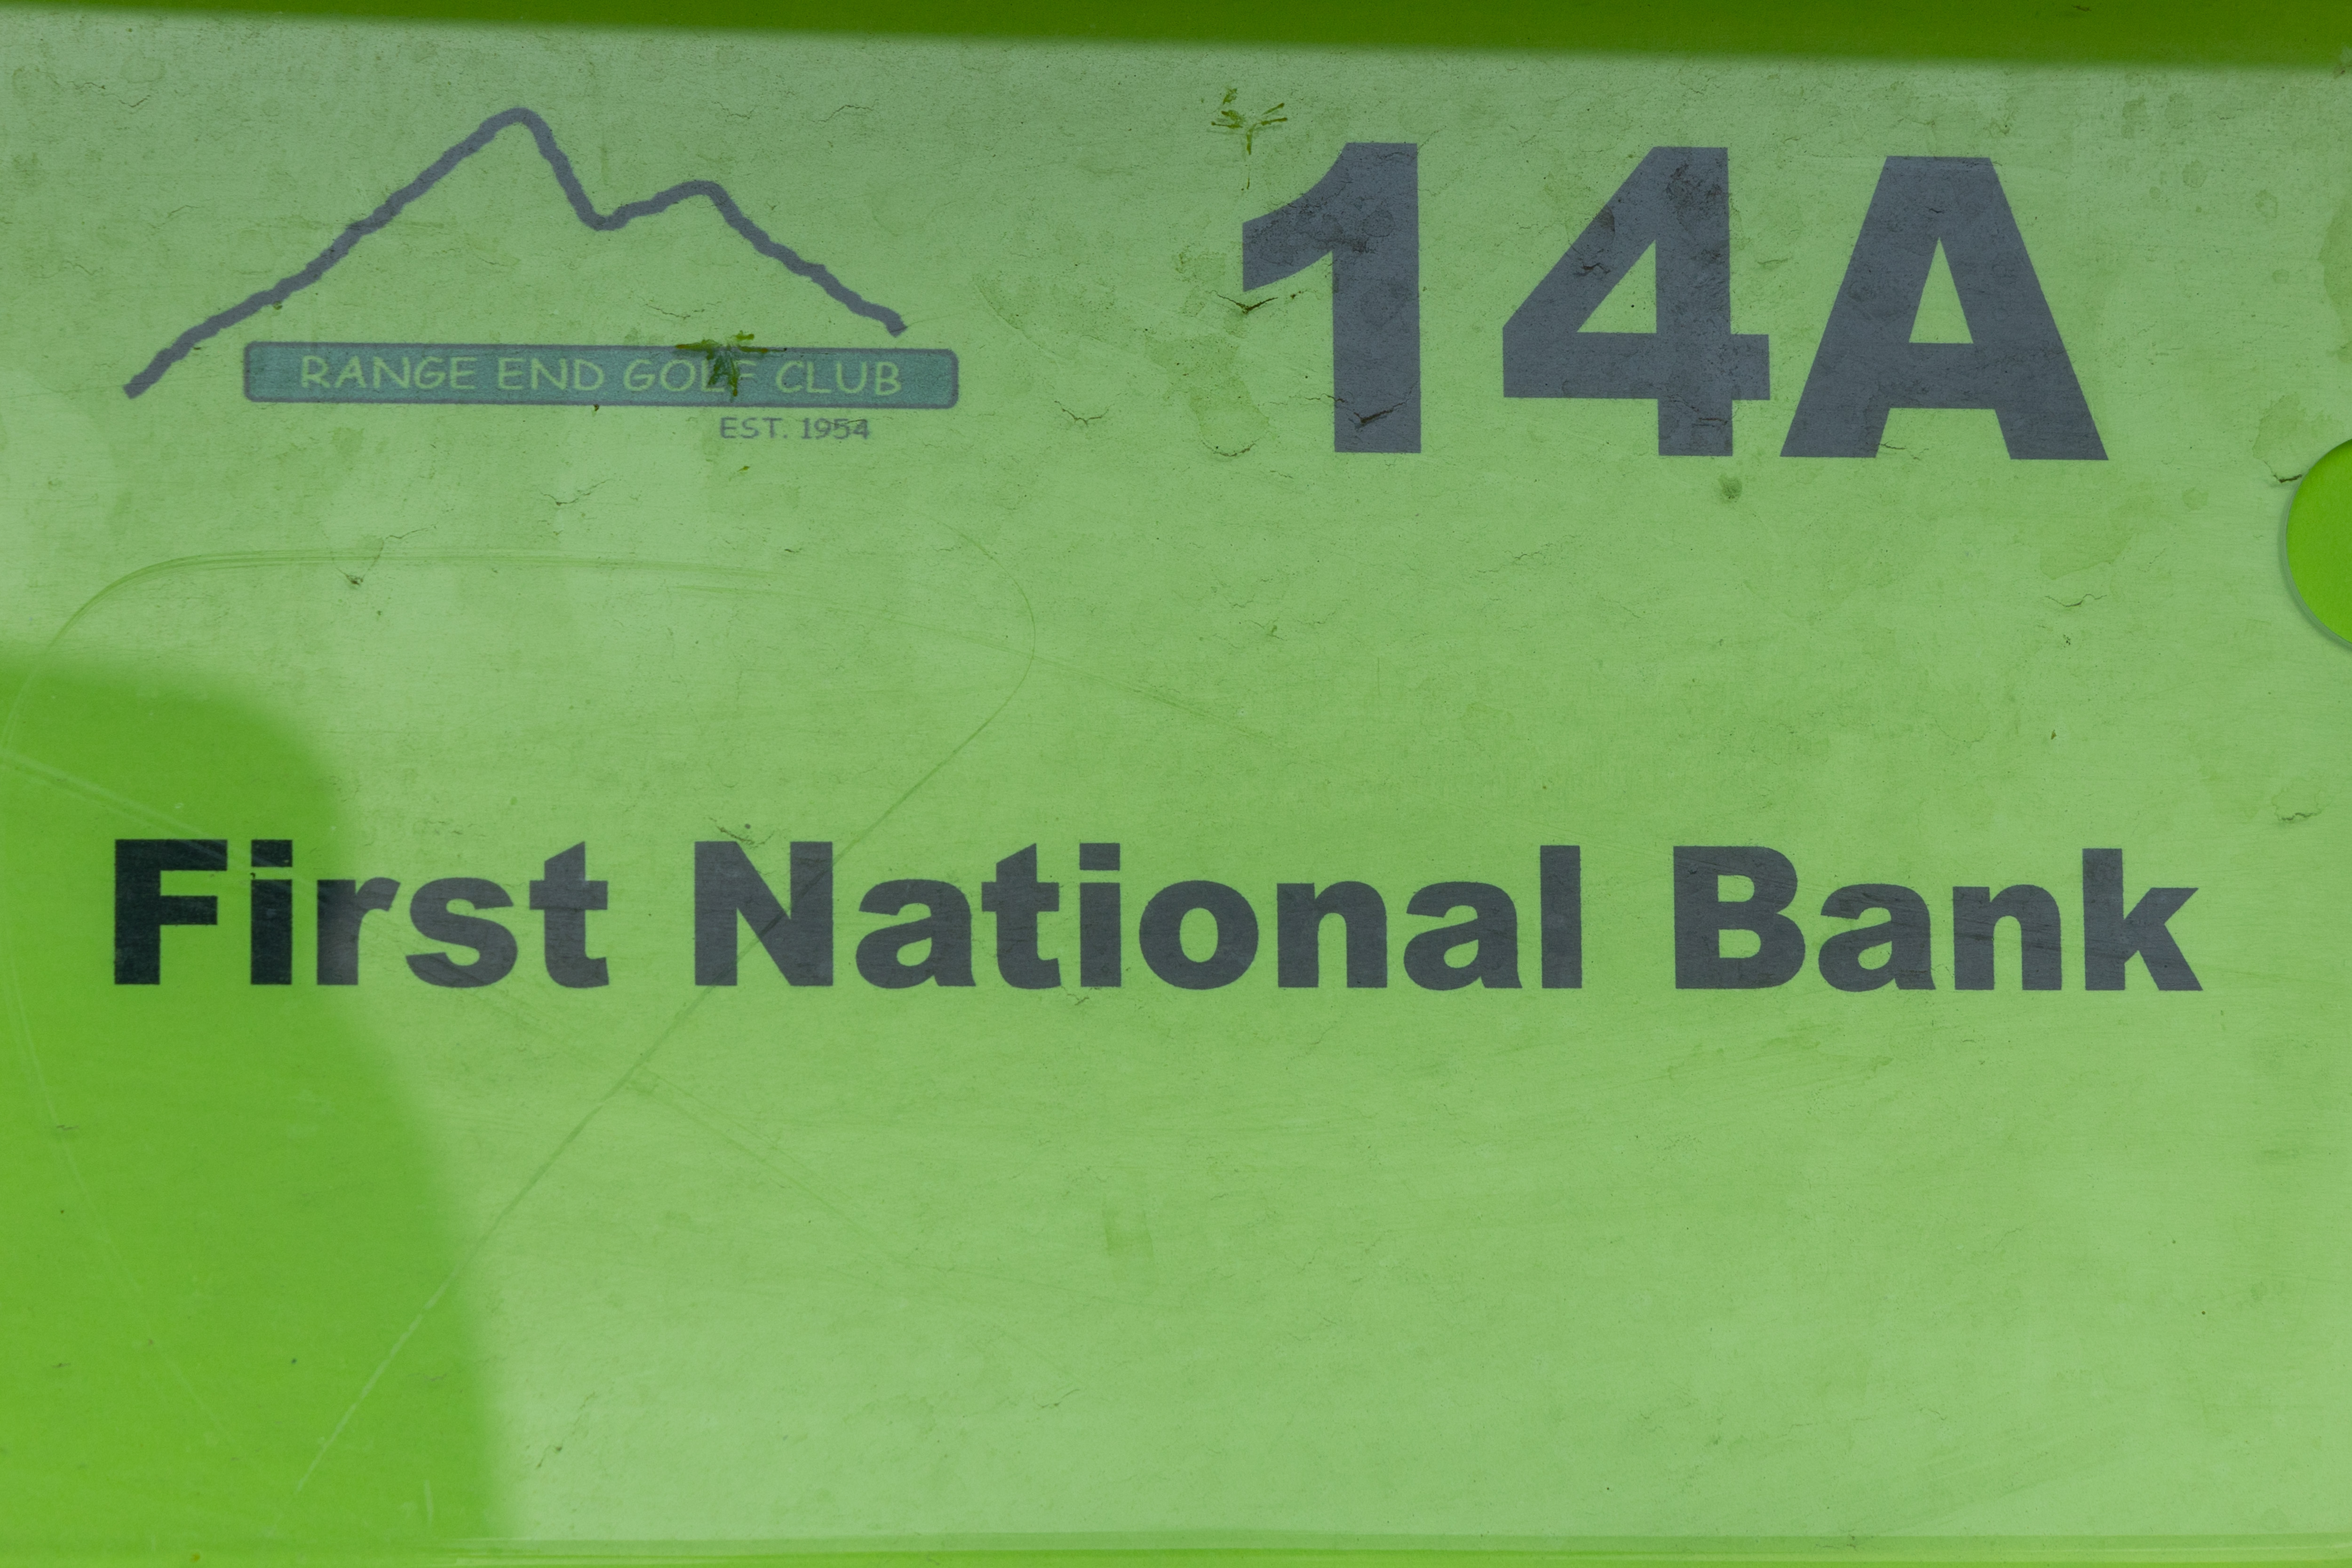 14A
RANGE END GOLF CLUB
EST. 1954
First National Bank